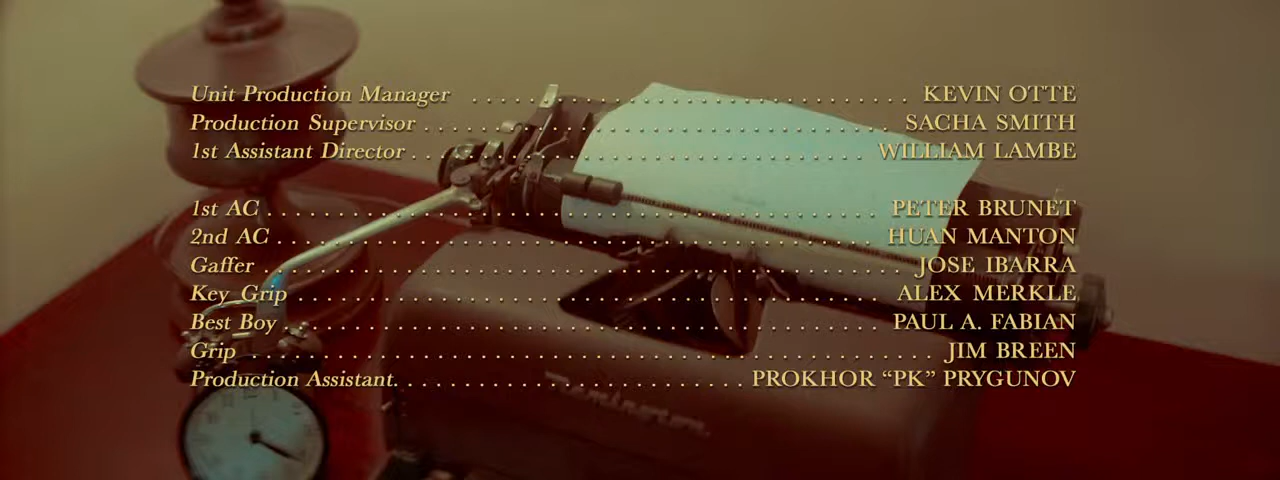 Unit Production Manager . . . . . . . . . . . . . . . . . . . . . . . . . . . . . . . . . KEVIN OTTE
Production Supervisor . . . . . . . . . . . . . . . . . . . . . . . . . . . . . . . . . . . SACHA SMITH
1st Assistant Director . . . . . . . . . . . . . . . . . . . . . . . . . . . . . . . . . . WILLIAM LAMBE
1st AC . . . . . . . . . . . . . . . . . . . . . . . . . . . . . . . . . . . . . . . . . . . . . PETER BRUNET
2nd AC . . . . . . . . . . . . . . . . . . . . . . . . . . . . . . . . . . . . . . . . . . . . HUAN MANTON
Gaffer . . . . . . . . . . . . . . . . . . . . . . . . . . . . . . . . . . . . . . . . . . . . . . . JOSE IBARRA
Key Grip . . . . . . . . . . . . . . . . . . . . . . . . . . . . . . . . . . . . . . . . . . . ALEX MERKLE
Best Boy . . . . . . . . . . . . . . . . . . . . . . . . . . . . . . . . . . . . . . . . . . . . PAUL A. FABIAN
Grip . . . . . . . . . . . . . . . . . . . . . . . . . . . . . . . . . . . . . . . . . . . . . . . . . . JIM BREEN
Production Assistant. . . . . . . . . . . . . . . . . . . . . . . . . PROKHOR “PK” PRYGUNOV
Remington